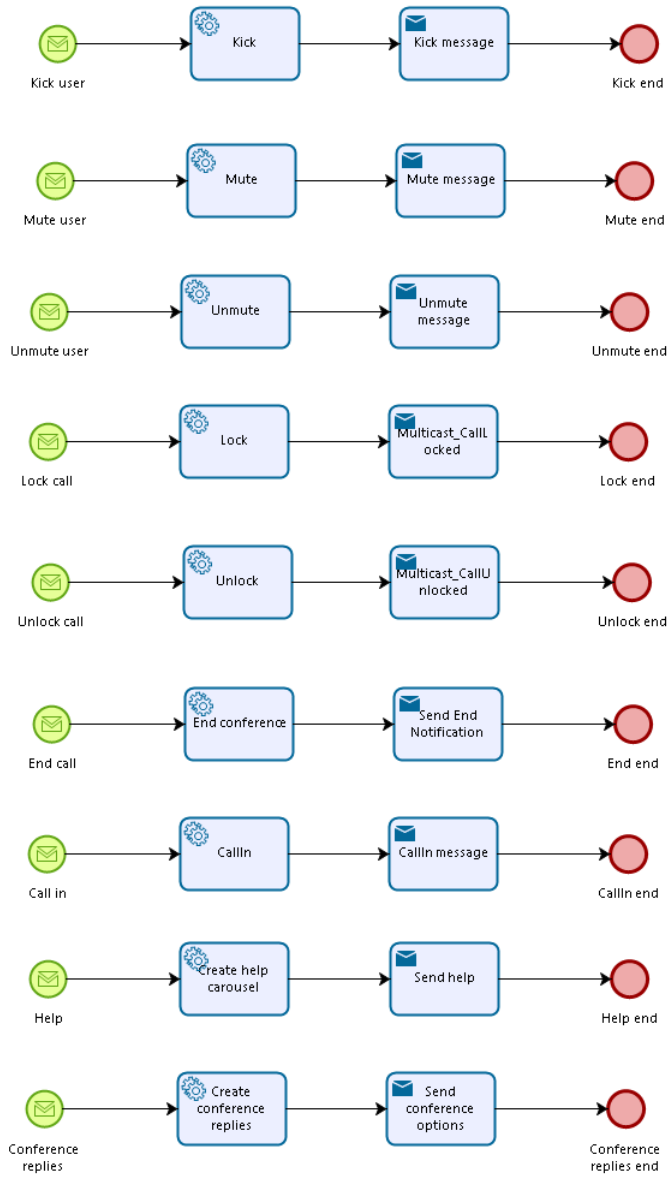 Kick
Kick message
Kick user
Kick end
Mute
Mute message
Mute user
Mute end
Unmute
Unmute
message
Unmute user
Unmute end
Lock
Multicast_CallL
ocked
Lock call
Lock end
Unlock
Multicast_CallU
nlocked
Unlock call
Unlock end
End conference
Send End
Notification
End call
End end
CallIn
CallIn message
Call in
CallIn end
Create help
carousel
Send help
Help
Help end
Create
conference
replies
Send
conference
options
Conference
replies
Conference
replies end